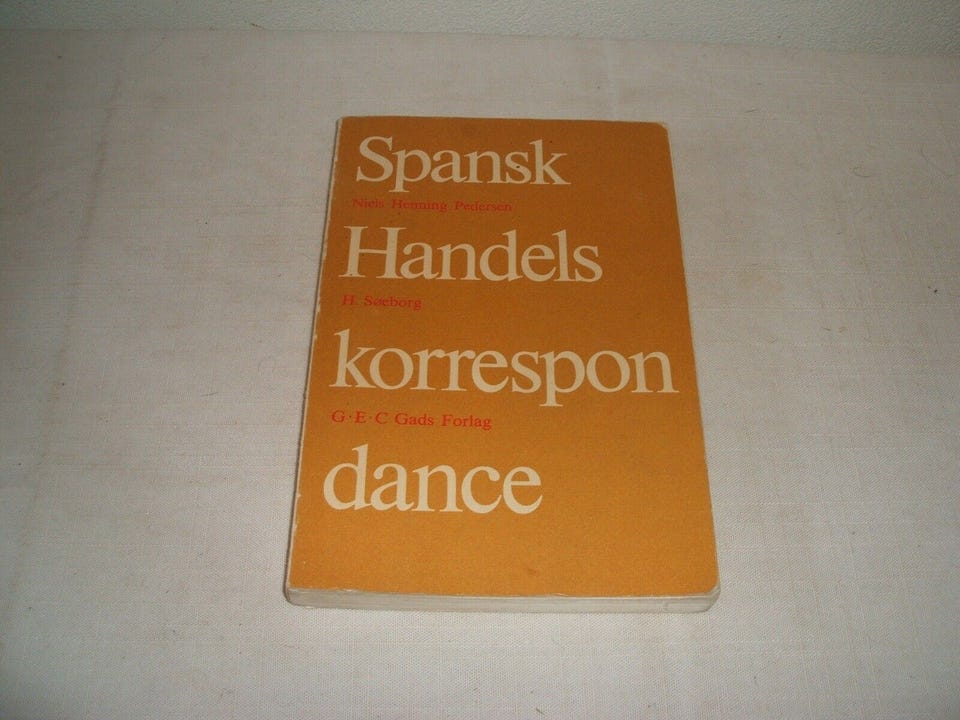 Spansk
Niels Henning Pedersen
Handels
H. Søeborg
korrespon
G·E·C Gads Forlag
dance